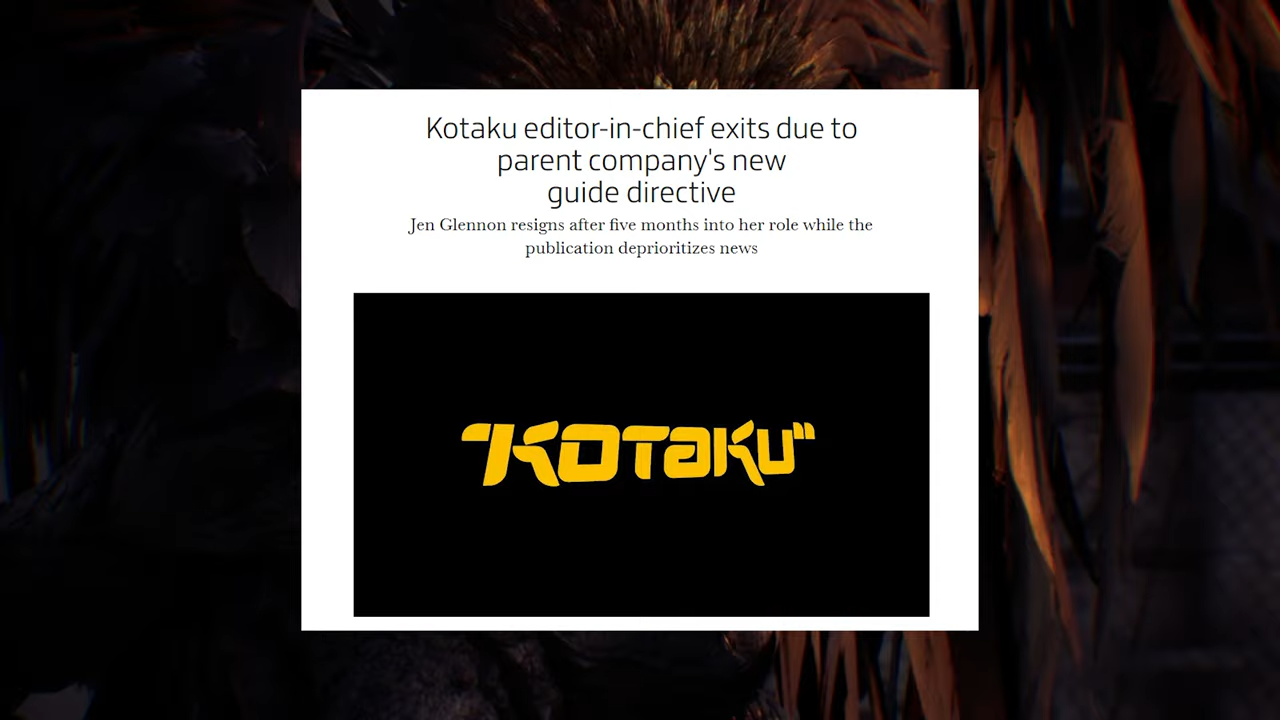 Kotaku editor-in-chief exits due to
parent company's new
guide directive
Jen Glennon resigns after five months into her role while the
publication deprioritizes news
"KOTaKU"